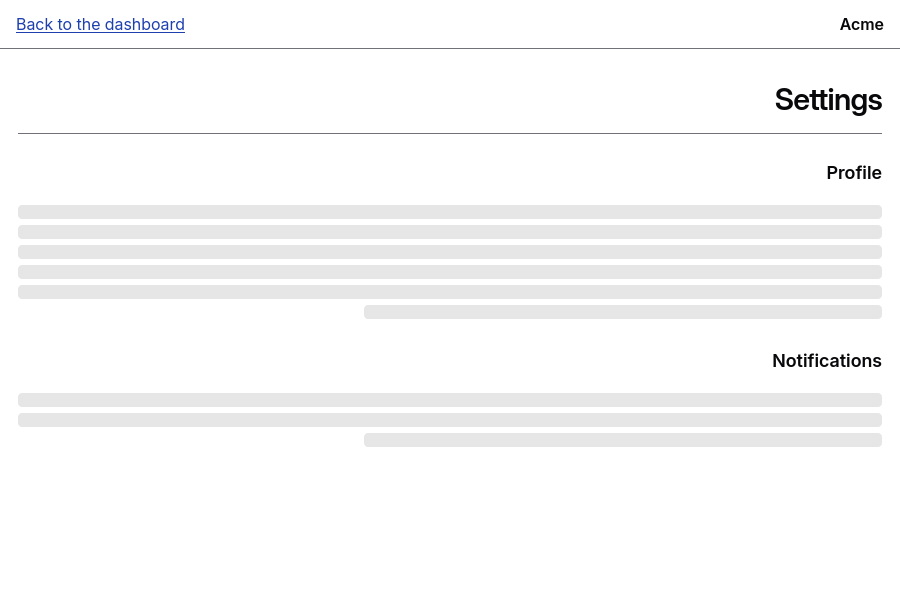 Back to the dashboard
Acme
Settings
Profile
Notifications